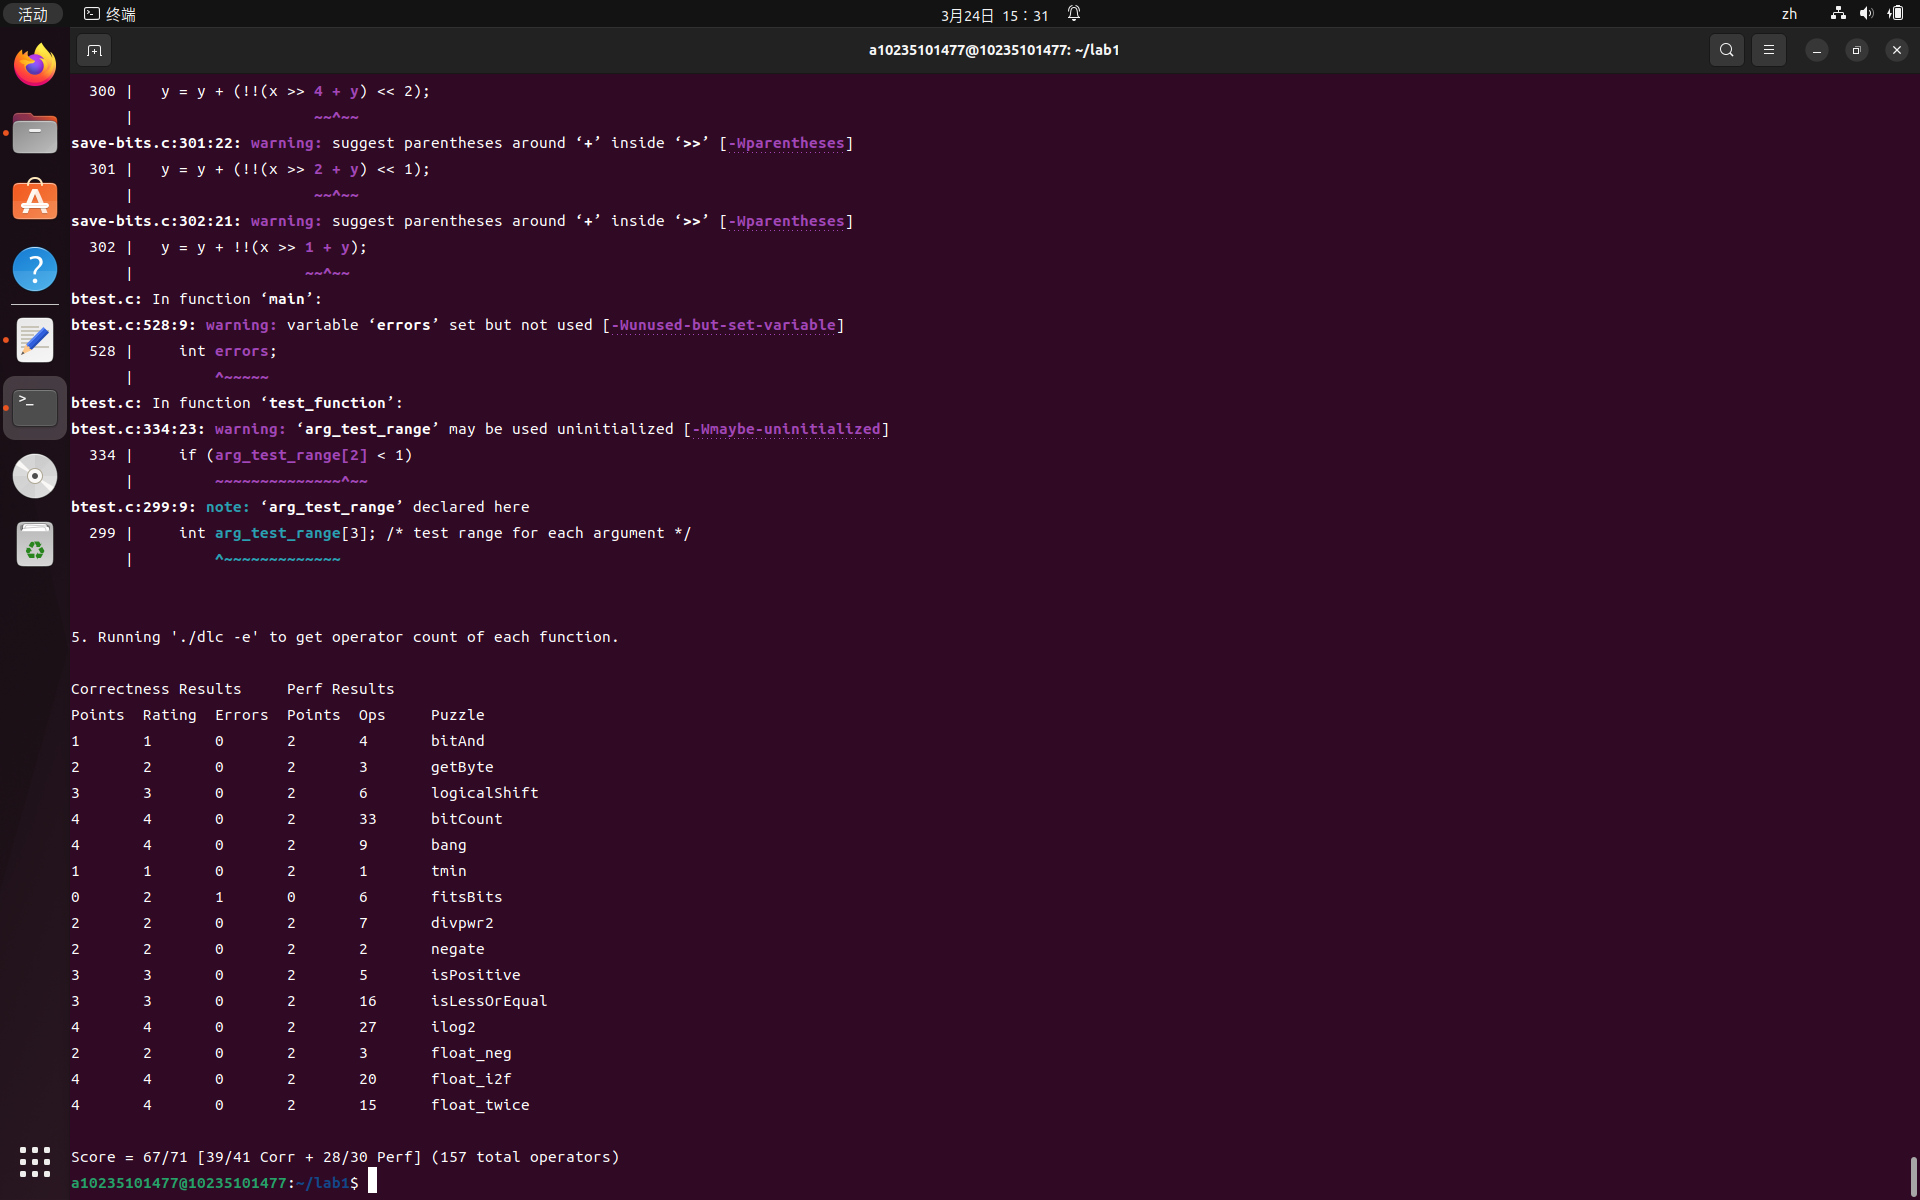 活动 终端 3月24日 15：31 zh
a10235101477@10235101477: ~/lab1
300 |   y = y + (!!(x >> 4 + y) << 2);
|                    ~~^~~
save-bits.c:301:22: warning: suggest parentheses around ‘+’ inside ‘>>’ [-Wparentheses]
301 |   y = y + (!!(x >> 2 + y) << 1);
|                    ~~^~~
save-bits.c:302:21: warning: suggest parentheses around ‘+’ inside ‘>>’ [-Wparentheses]
302 |   y = y + !!(x >> 1 + y);
|                   ~~^~~
btest.c: In function ‘main’:
btest.c:528:9: warning: variable ‘errors’ set but not used [-Wunused-but-set-variable]
528 |     int errors;
|         ^~~~~~
btest.c: In function ‘test_function’:
btest.c:334:23: warning: ‘arg_test_range’ may be used uninitialized [-Wmaybe-uninitialized]
334 |     if (arg_test_range[2] < 1)
|         ~~~~~~~~~~~~~~^~~
btest.c:299:9: note: ‘arg_test_range’ declared here
299 |     int arg_test_range[3]; /* test range for each argument */
|         ^~~~~~~~~~~~~~
5. Running './dlc -e' to get operator count of each function.
Correctness Results     Perf Results
Points  Rating  Errors  Points  Ops     Puzzle
1       1       0       2       4       bitAnd
2       2       0       2       3       getByte
3       3       0       2       6       logicalShift
4       4       0       2       33      bitCount
4       4       0       2       9       bang
1       1       0       2       1       tmin
0       2       1       0       6       fitsBits
2       2       0       2       7       divpwr2
2       2       0       2       2       negate
3       3       0       2       5       isPositive
3       3       0       2       16      isLessOrEqual
4       4       0       2       27      ilog2
2       2       0       2       3       float_neg
4       4       0       2       20      float_i2f
4       4       0       2       15      float_twice
Score = 67/71 [39/41 Corr + 28/30 Perf] (157 total operators)
a10235101477@10235101477:~/lab1$